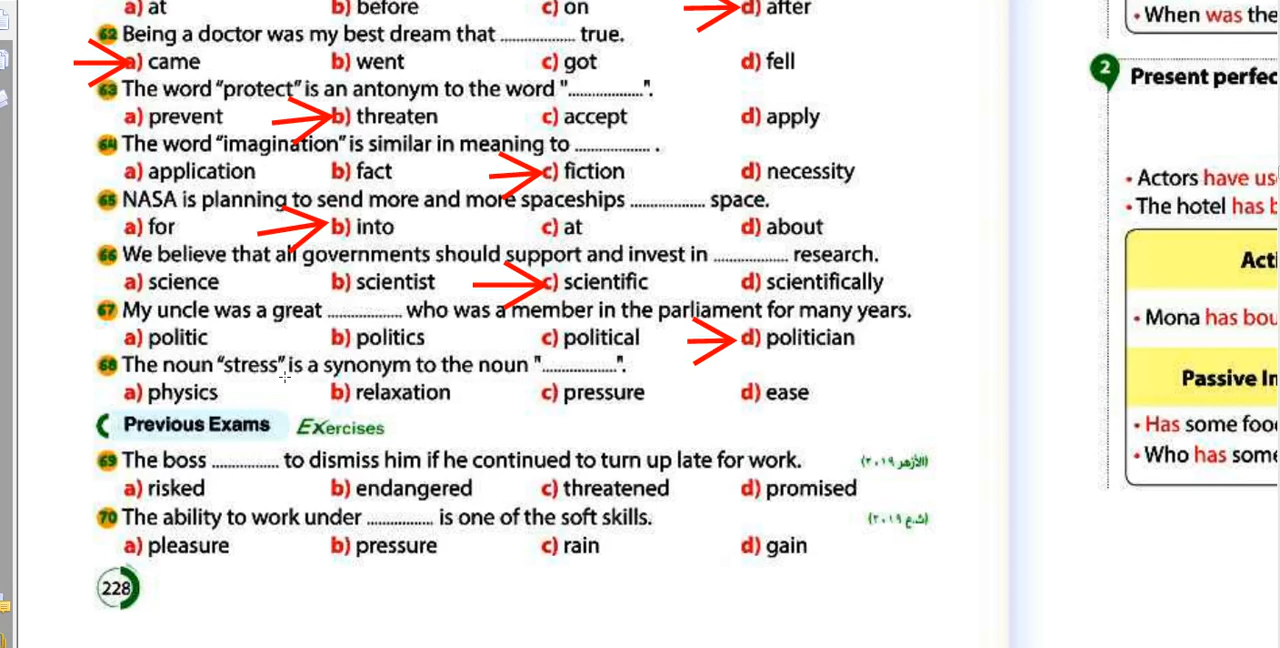 a) at b) before c) on d) after
62 Being a doctor was my best dream that .................. true.
a) came b) went c) got d) fell
63 The word “protect” is an antonym to the word "..................".
a) prevent b) threaten c) accept d) apply
64 The word “imagination” is similar in meaning to .................. .
a) application b) fact c) fiction d) necessity
65 NASA is planning to send more and more spaceships .................. space.
a) for b) into c) at d) about
66 We believe that all governments should support and invest in .................. research.
a) science b) scientist c) scientific d) scientifically
67 My uncle was a great .................. who was a member in the parliament for many years.
a) politic b) politics c) political d) politician
68 The noun “stress” is a synonym to the noun "..................".
a) physics b) relaxation c) pressure d) ease
Previous Exams Exercises
69 The boss ................ to dismiss him if he continued to turn up late for work. (الأزهر ٢٠١٩)
a) risked b) endangered c) threatened d) promised
70 The ability to work under ................ is one of the soft skills. (ث.ع ٢٠١٩)
a) pleasure b) pressure c) rain d) gain
228
• When was the
2 Present perfec
• Actors have us
• The hotel has b
Acti
• Mona has bou
Passive In
• Has some foo
• Who has som